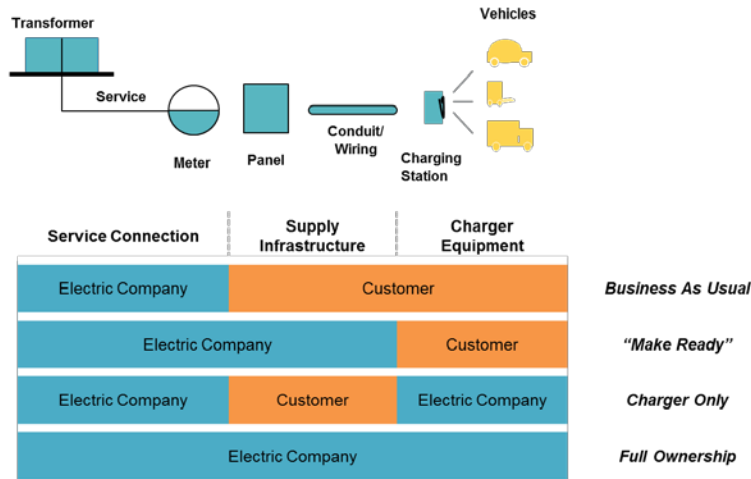 Vehicles
Transformer
Service
Meter
Panel
Conduit/
Wiring
Charging
Station
Service Connection
Supply
Infrastructure
Charger
Equipment
Electric Company
Customer
Business As Usual
Electric Company
Customer
“Make Ready”
Electric Company
Customer
Electric Company
Charger Only
Electric Company
Full Ownership